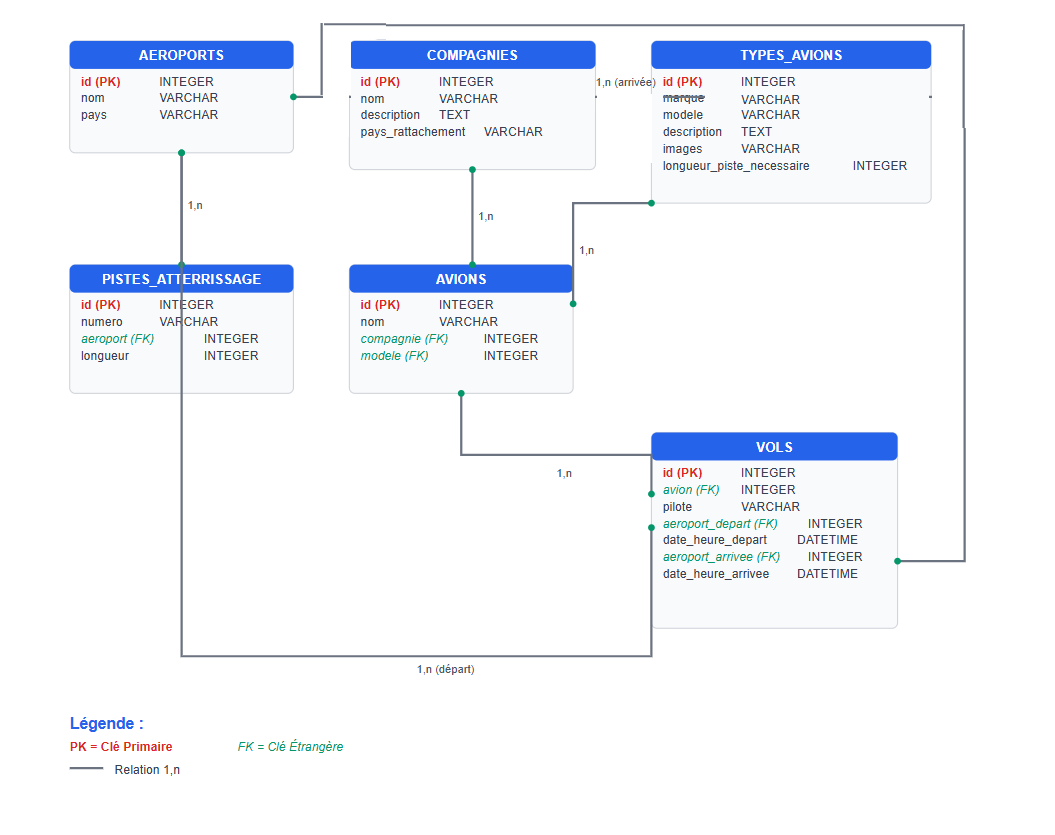 AEROPORTS
id (PK) INTEGER
nom VARCHAR
pays VARCHAR
COMPAGNIES
id (PK) INTEGER
nom VARCHAR
description TEXT
pays_rattachement VARCHAR
1,n (arrivée)
TYPES_AVIONS
id (PK) INTEGER
marque VARCHAR
modele VARCHAR
description TEXT
images VARCHAR
longueur_piste_necessaire INTEGER
1,n
1,n
1,n
PISTES_ATTERRISSAGE
id (PK) INTEGER
numero VARCHAR
aeroport (FK) INTEGER
longueur INTEGER
AVIONS
id (PK) INTEGER
nom VARCHAR
compagnie (FK) INTEGER
modele (FK) INTEGER
1,n
VOLS
id (PK) INTEGER
avion (FK) INTEGER
pilote VARCHAR
aeroport_depart (FK) INTEGER
date_heure_depart DATETIME
aeroport_arrivee (FK) INTEGER
date_heure_arrivee DATETIME
1,n (départ)
Légende :
PK = Clé Primaire FK = Clé Étrangère
Relation 1,n